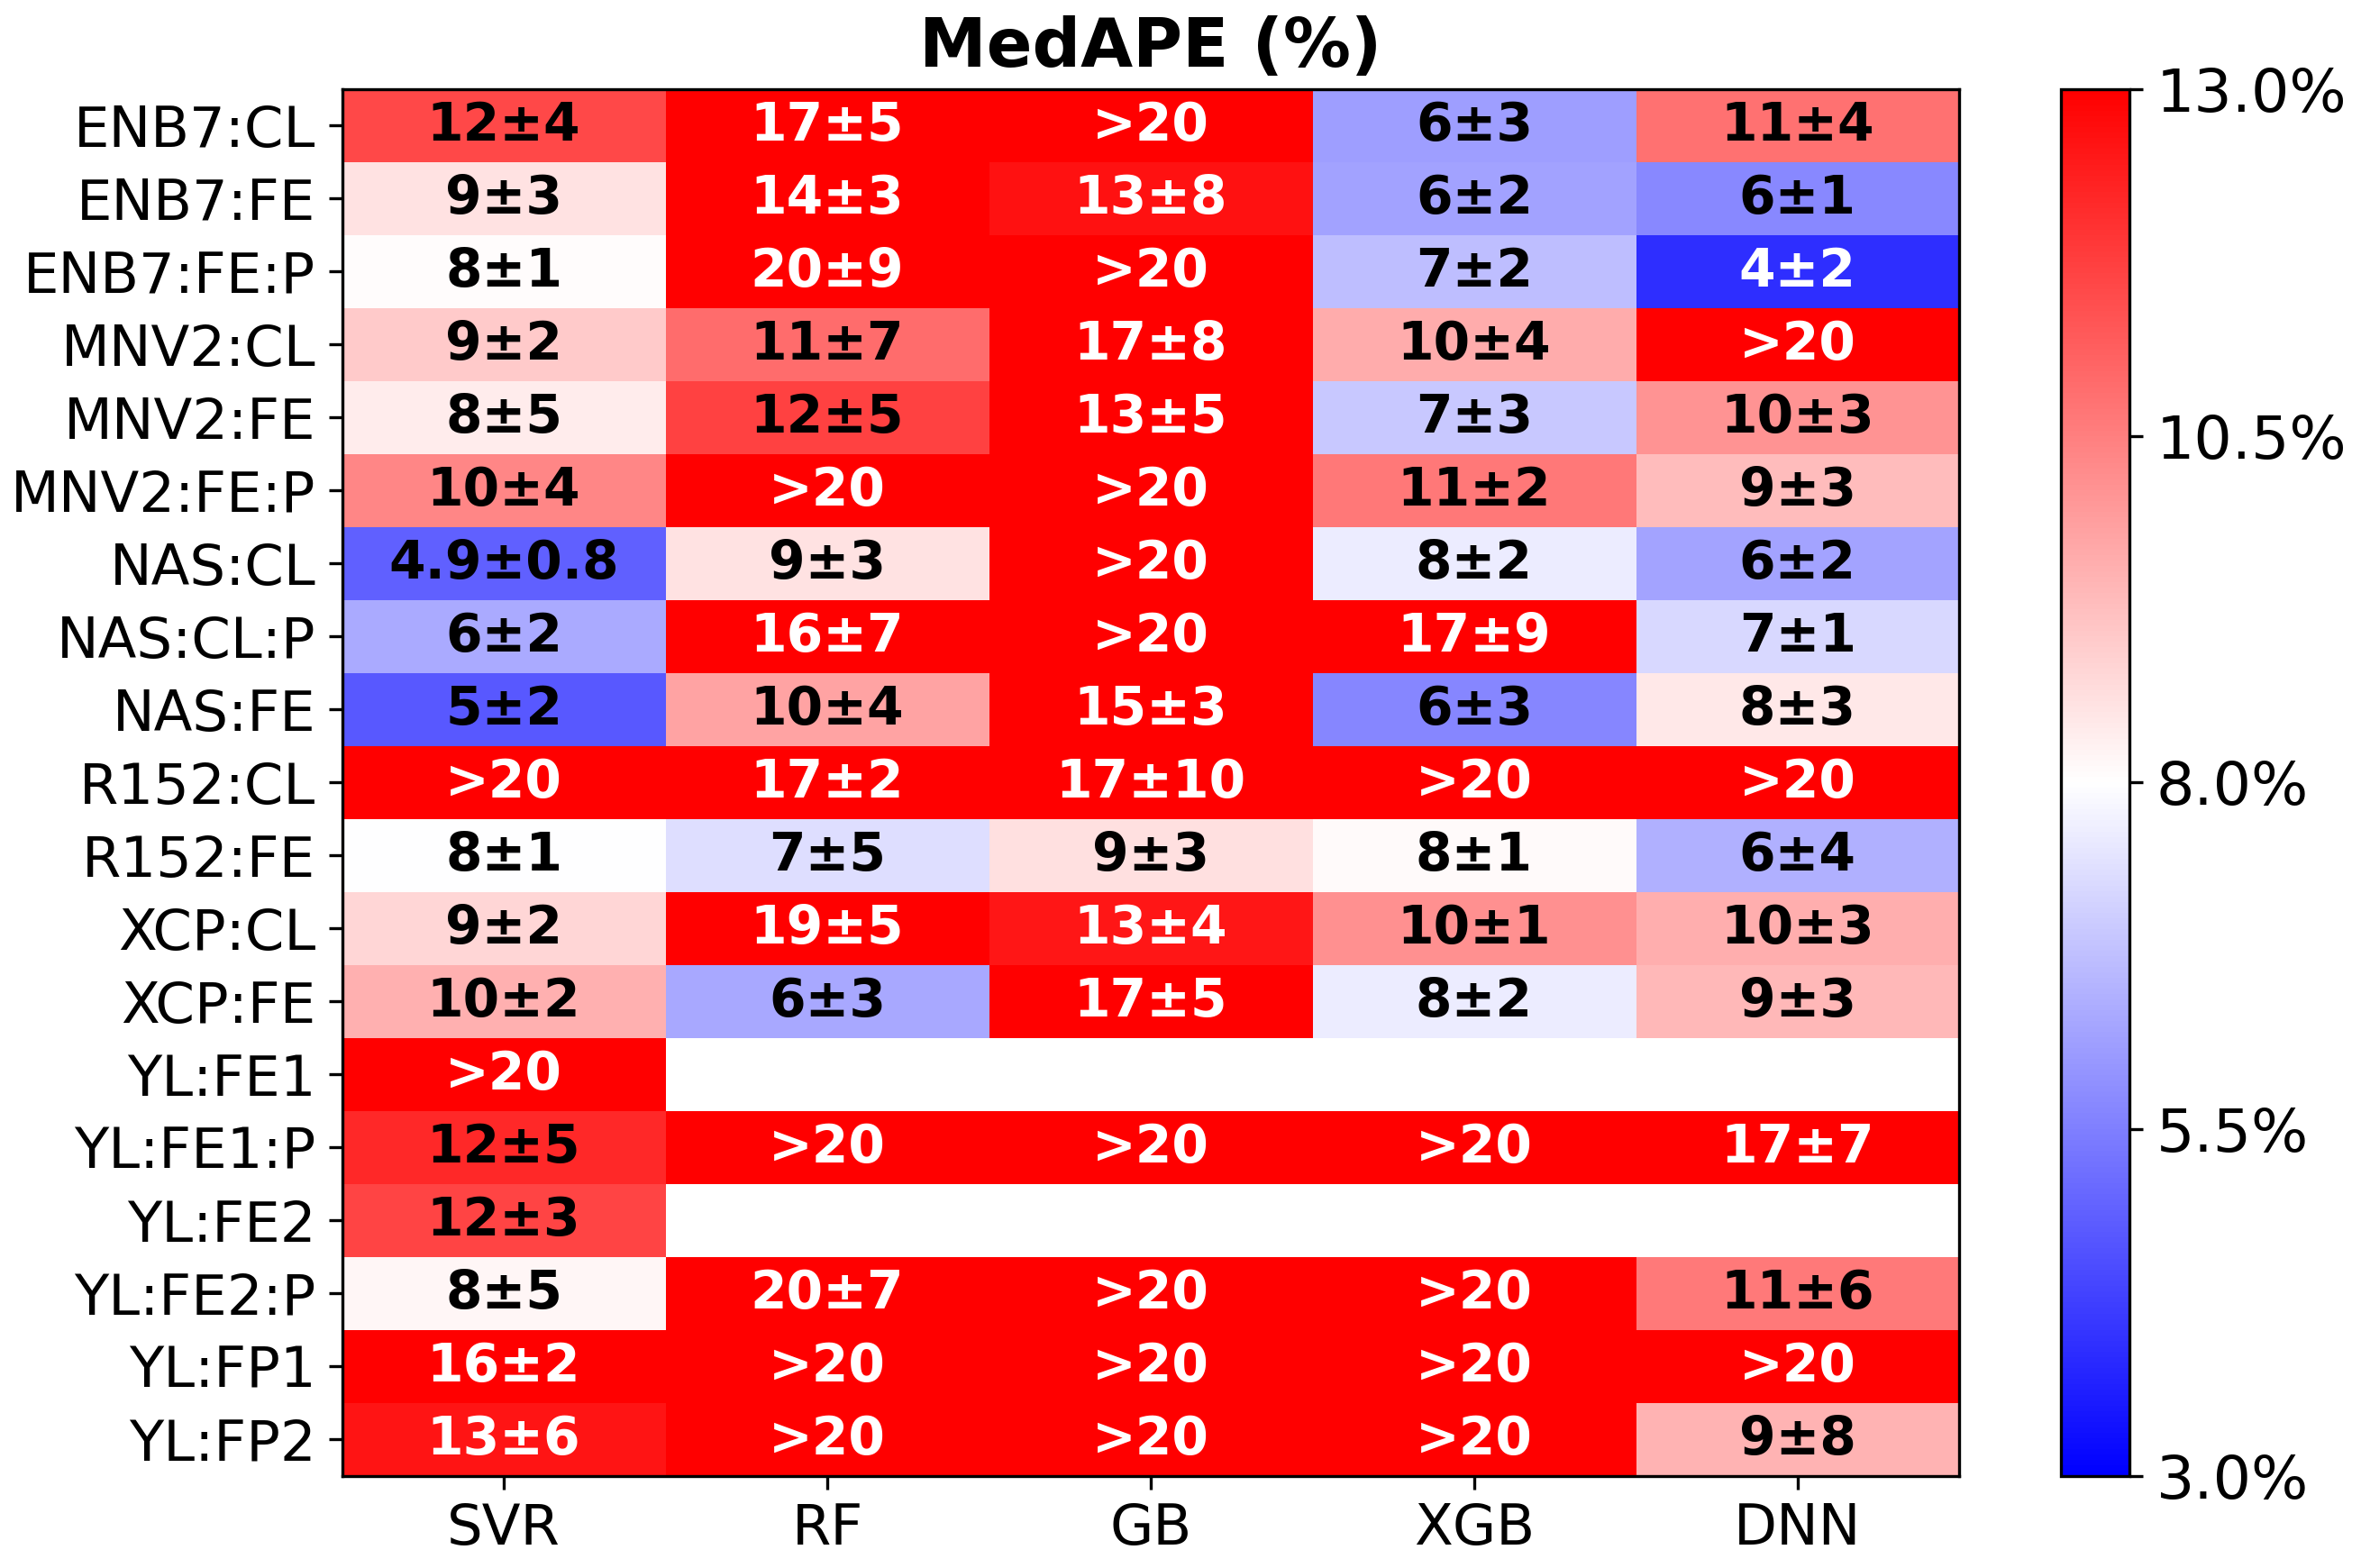 MedAPE (%)
ENB7:CL 12±4 17±5 >20 6±3 11±4
ENB7:FE 9±3 14±3 13±8 6±2 6±1
ENB7:FE:P 8±1 20±9 >20 7±2 4±2
MNV2:CL 9±2 11±7 17±8 10±4 >20
MNV2:FE 8±5 12±5 13±5 7±3 10±3
MNV2:FE:P 10±4 >20 >20 11±2 9±3
NAS:CL 4.9±0.8 9±3 >20 8±2 6±2
NAS:CL:P 6±2 16±7 >20 17±9 7±1
NAS:FE 5±2 10±4 15±3 6±3 8±3
R152:CL >20 17±2 17±10 >20 >20
R152:FE 8±1 7±5 9±3 8±1 6±4
XCP:CL 9±2 19±5 13±4 10±1 10±3
XCP:FE 10±2 6±3 17±5 8±2 9±3
YL:FE1 >20
YL:FE1:P 12±5 >20 >20 >20 17±7
YL:FE2 12±3
YL:FE2:P 8±5 20±7 >20 >20 11±6
YL:FP1 16±2 >20 >20 >20 >20
YL:FP2 13±6 >20 >20 >20 9±8
SVR RF GB XGB DNN
13.0%
10.5%
8.0%
5.5%
3.0%